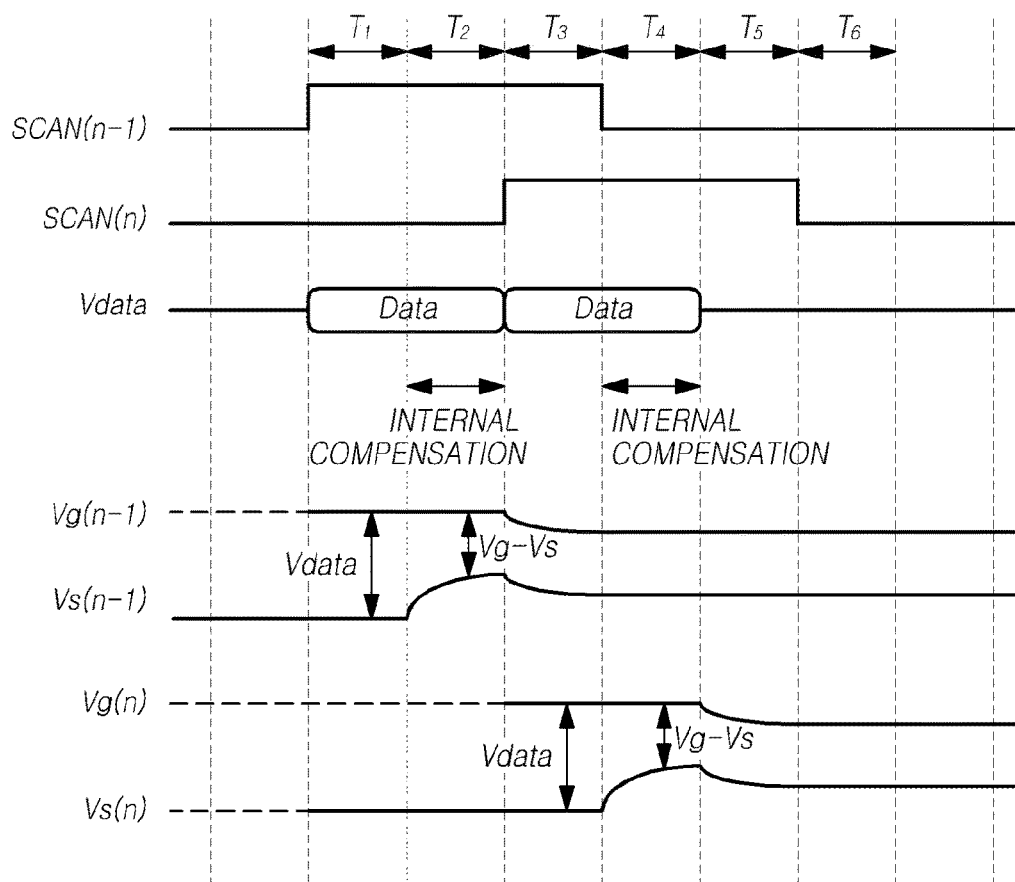 T1 T2 T3 T4 T5 T6
SCAN(n-1)
SCAN(n)
Vdata
Data Data
INTERNAL COMPENSATION
INTERNAL COMPENSATION
Vg(n-1)
Vdata
Vg-Vs
Vs(n-1)
Vg(n)
Vdata
Vg-Vs
Vs(n)